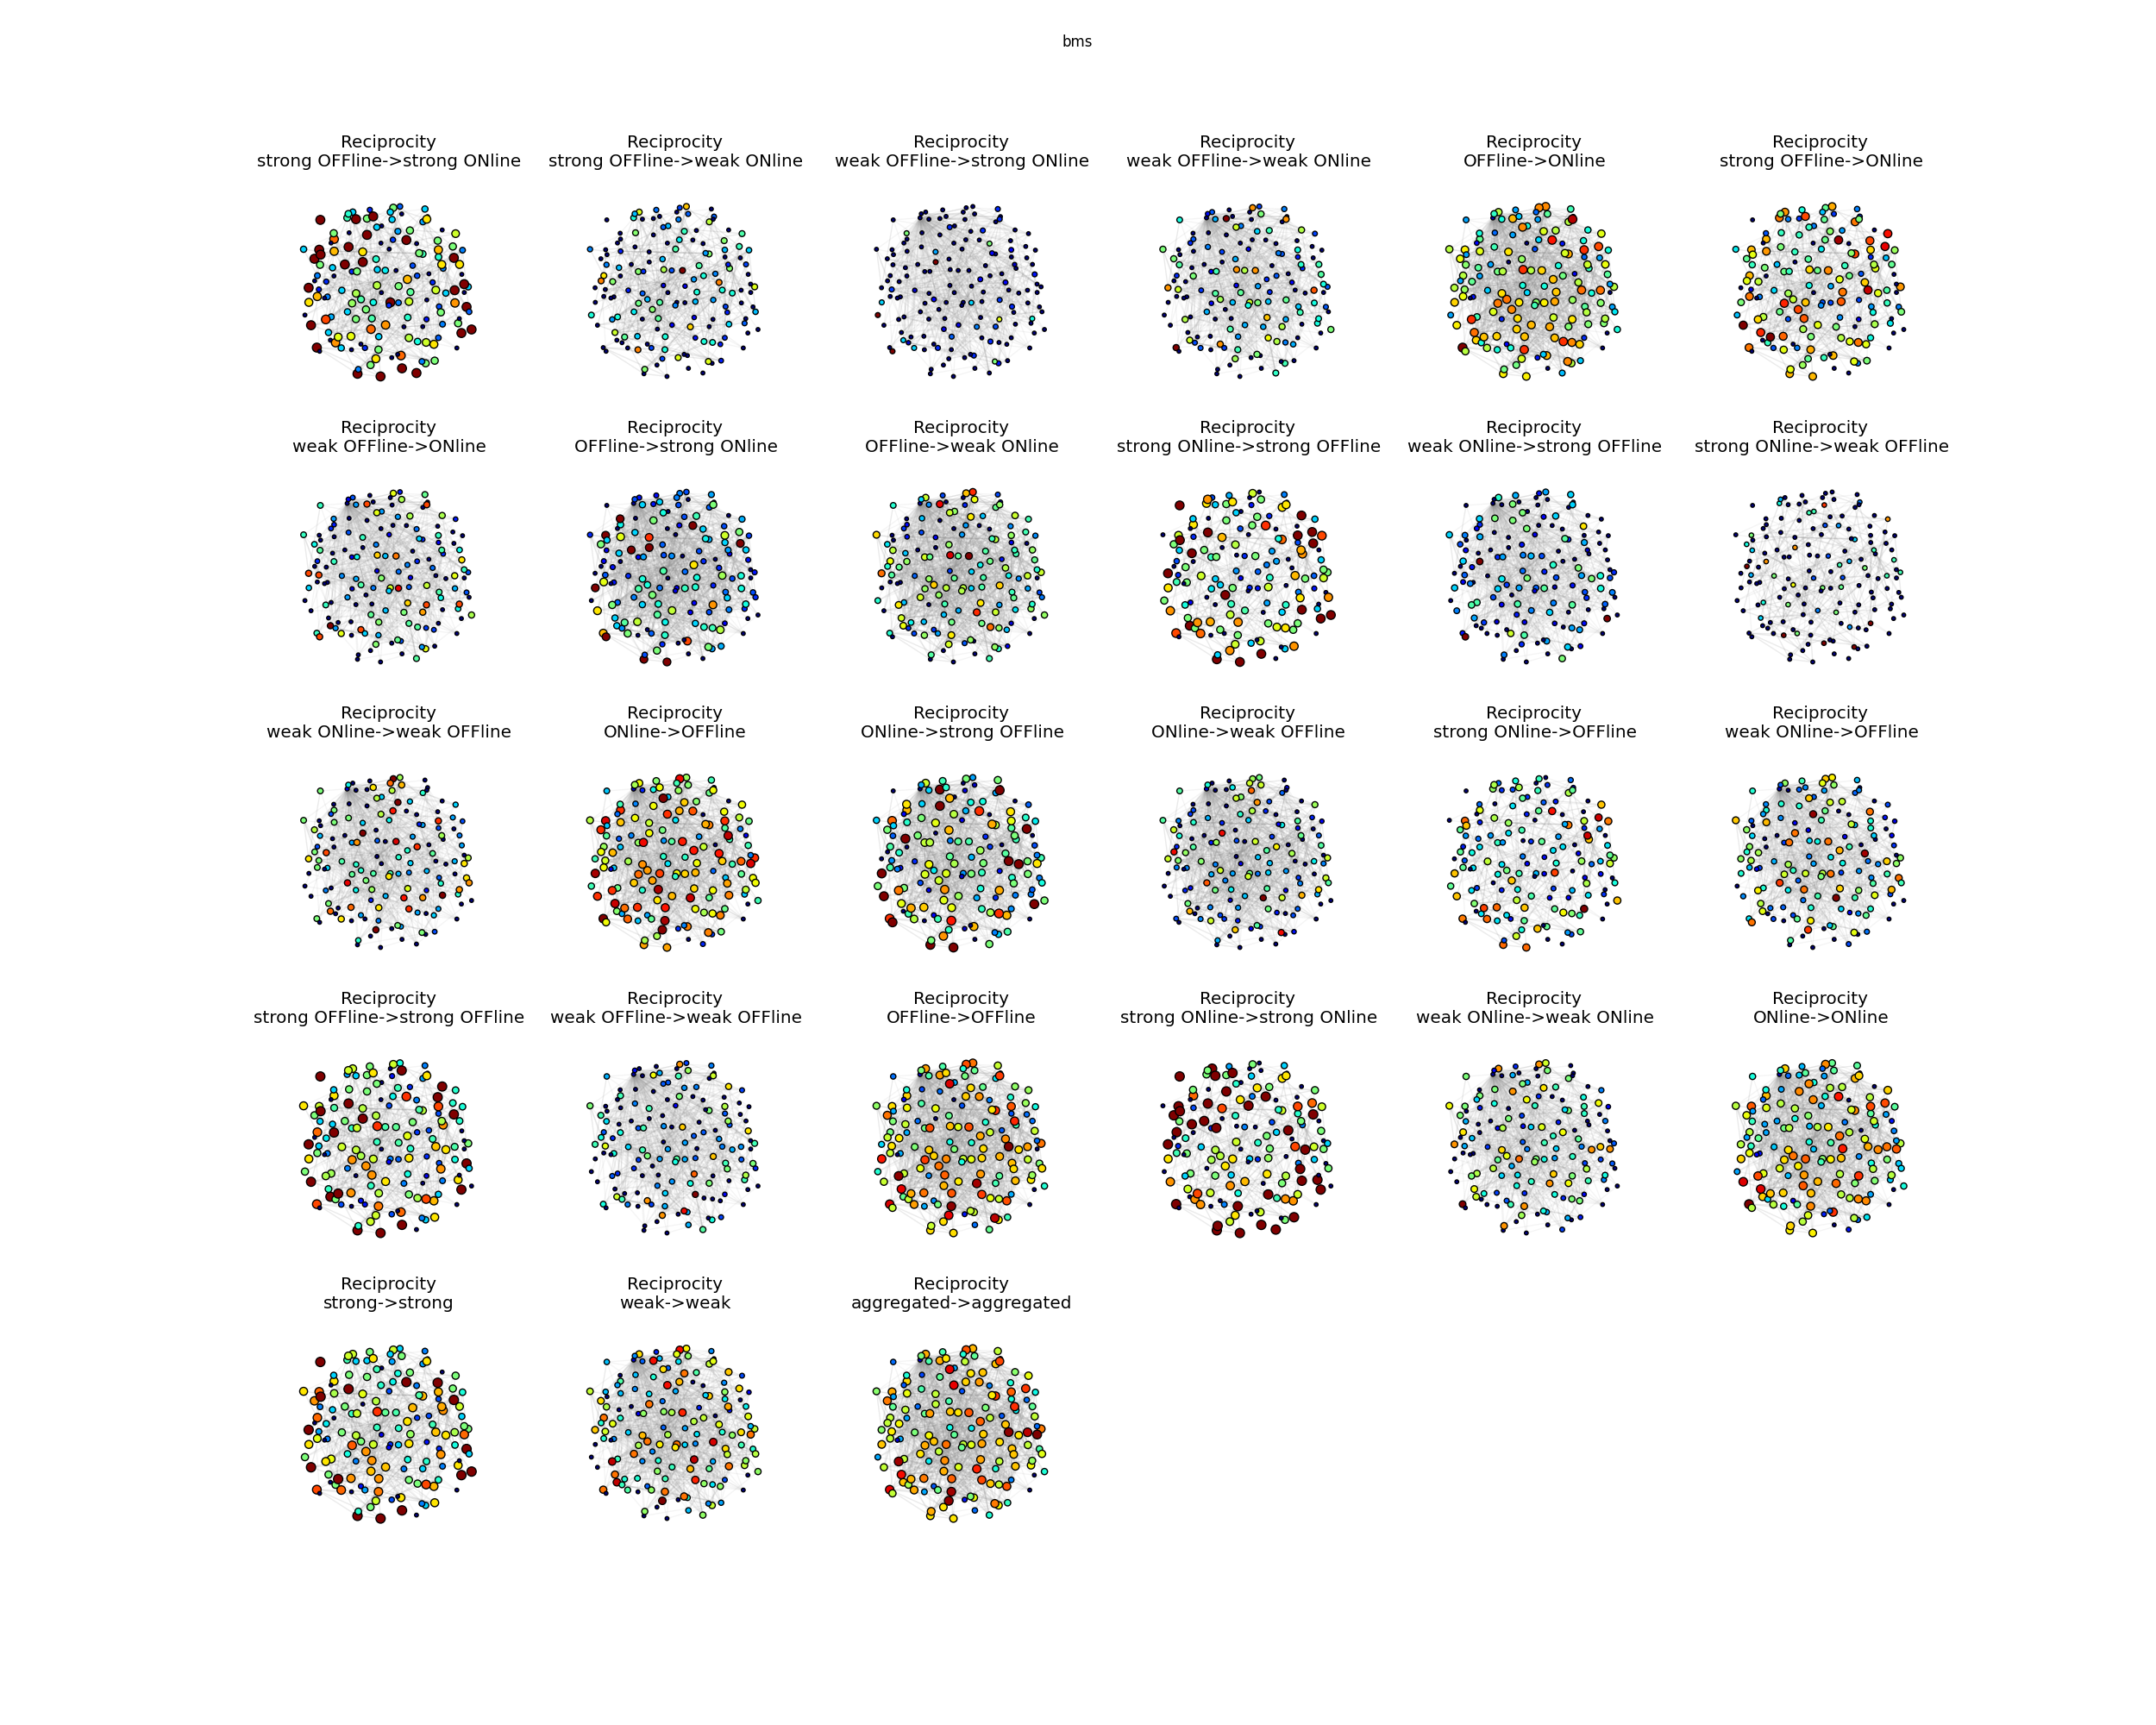 bms
Reciprocity
strong OFFline->strong ONline
Reciprocity
strong OFFline->weak ONline
Reciprocity
weak OFFline->strong ONline
Reciprocity
weak OFFline->weak ONline
Reciprocity
OFFline->ONline
Reciprocity
strong OFFline->ONline
Reciprocity
weak OFFline->ONline
Reciprocity
OFFline->strong ONline
Reciprocity
OFFline->weak ONline
Reciprocity
strong ONline->strong OFFline
Reciprocity
weak ONline->strong OFFline
Reciprocity
strong ONline->weak OFFline
Reciprocity
weak ONline->weak OFFline
Reciprocity
ONline->OFFline
Reciprocity
ONline->strong OFFline
Reciprocity
ONline->weak OFFline
Reciprocity
strong ONline->OFFline
Reciprocity
weak ONline->OFFline
Reciprocity
strong OFFline->strong OFFline
Reciprocity
weak OFFline->weak OFFline
Reciprocity
OFFline->OFFline
Reciprocity
strong ONline->strong ONline
Reciprocity
weak ONline->weak ONline
Reciprocity
ONline->ONline
Reciprocity
strong->strong
Reciprocity
weak->weak
Reciprocity
aggregated->aggregated